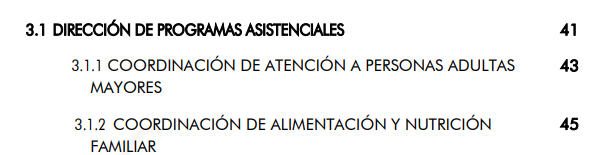 3.1 DIRECCIÓN DE PROGRAMAS ASISTENCIALES 41
3.1.1 COORDINACIÓN DE ATENCIÓN A PERSONAS ADULTAS 43
MAYORES
3.1.2 COORDINACIÓN DE ALIMENTACIÓN Y NUTRICIÓN 45
FAMILIAR